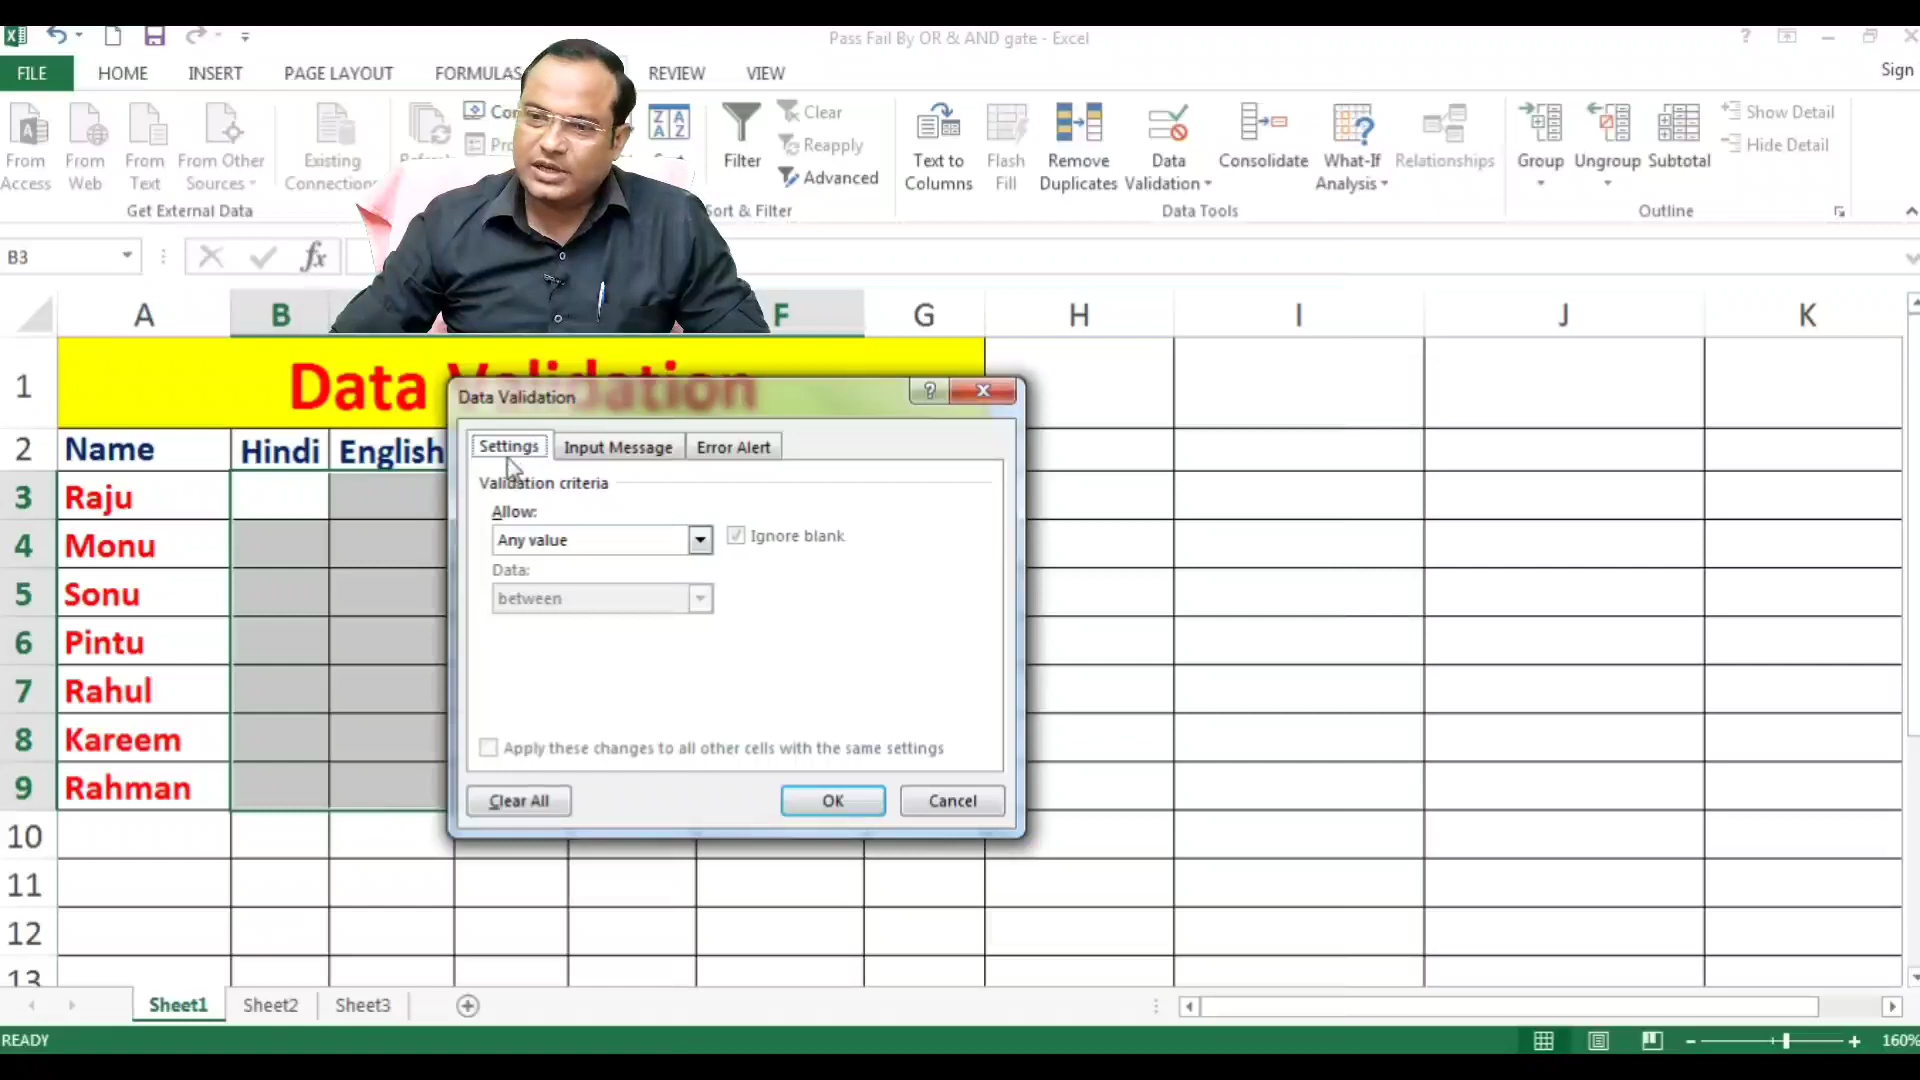 Pass Fail By OR & AND gate - Excel
FILE HOME INSERT PAGE LAYOUT FORMULAS REVIEW VIEW
Sign
From Access
From Web
From Text
From Other Sources
Existing Connections
Get External Data
Filter
Clear
Reapply
Advanced
Sort & Filter
Text to Columns
Flash Fill
Remove Duplicates
Data Validation
Consolidate
What-If Analysis
Relationships
Data Tools
Group
Ungroup
Subtotal
Show Detail
Hide Detail
Outline
B3
fx
A B F G H I J K
1 Data Validation
2 Name Hindi English
3 Raju
4 Monu
5 Sonu
6 Pintu
7 Rahul
8 Kareem
9 Rahman
10
11
12
13
Data Validation
Settings Input Message Error Alert
Validation criteria
Allow:
Any value
Ignore blank
Data:
between
Apply these changes to all other cells with the same settings
Clear All OK Cancel
Sheet1 Sheet2 Sheet3
READY
160%